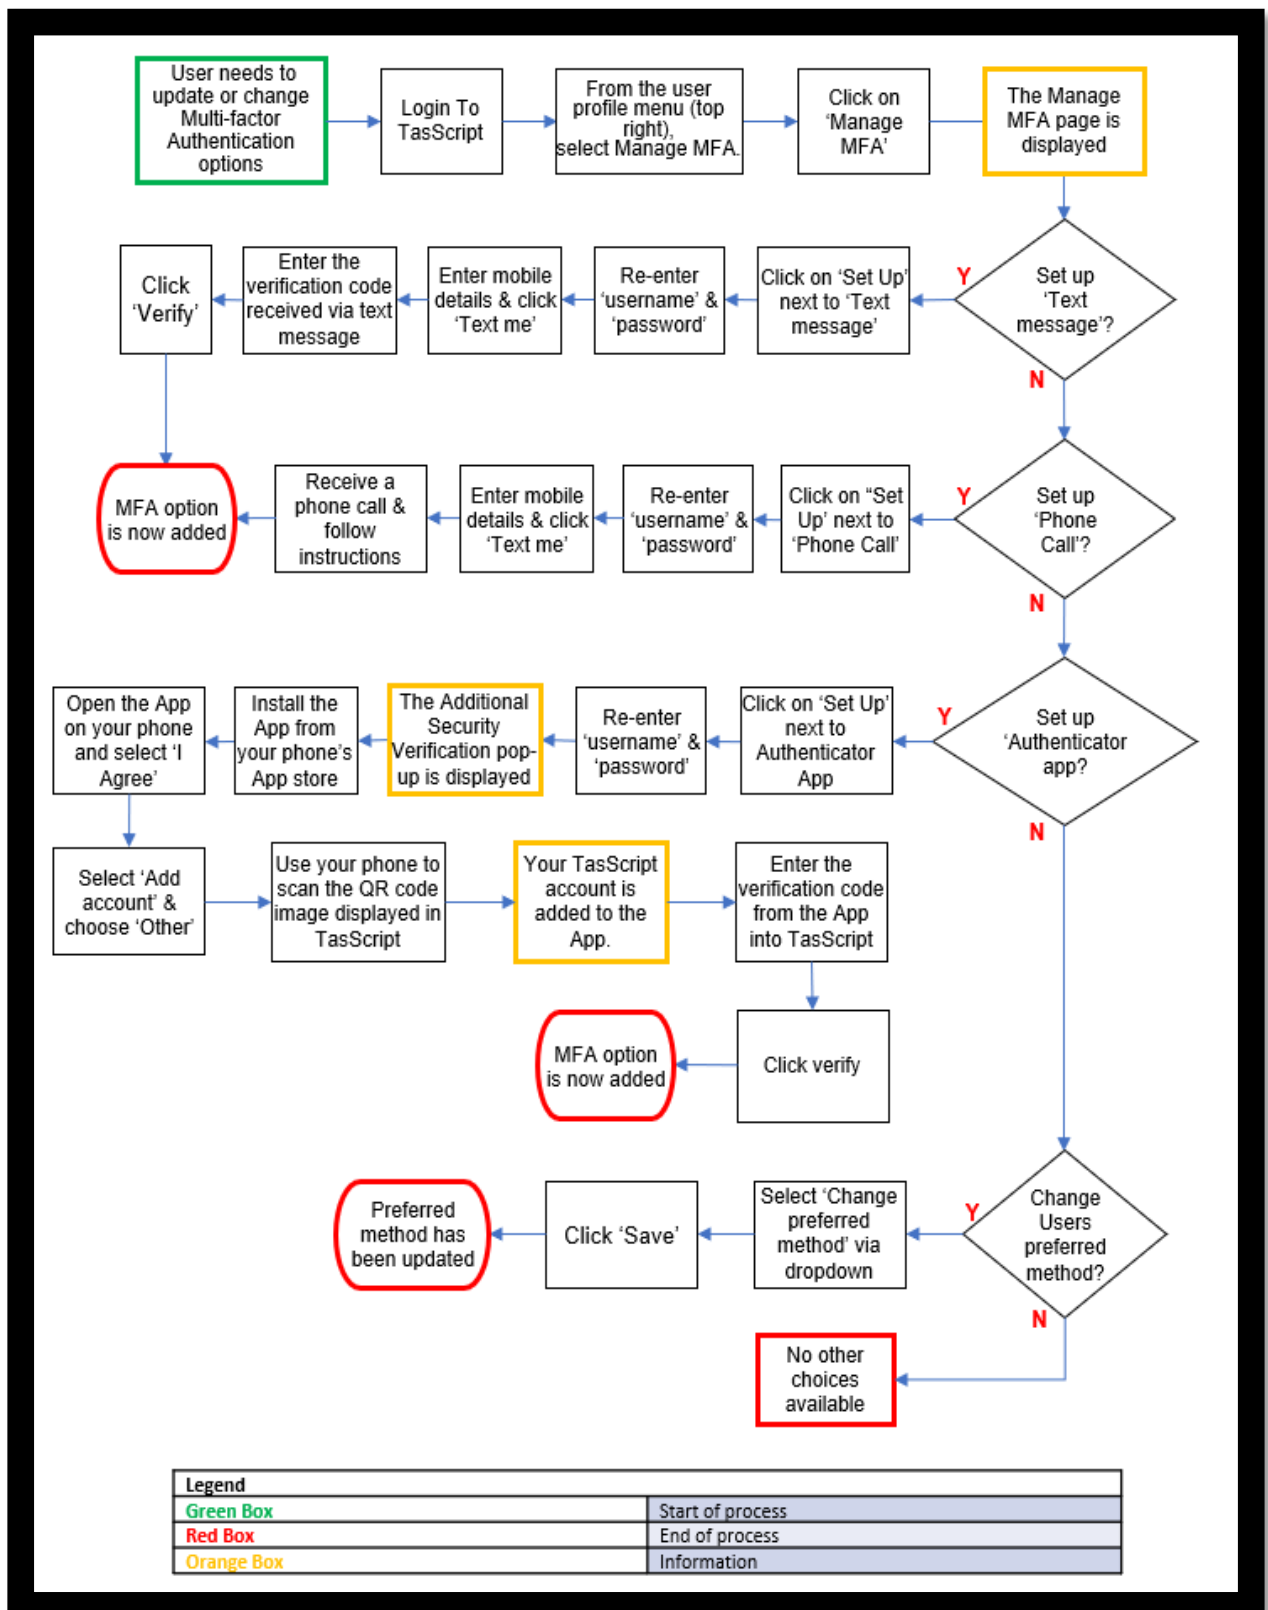 User needs to
update or change
Multi-factor
Authentication
options
Login To
TasScript
From the user
profile menu (top
right),
select Manage MFA.
Click on
‘Manage
MFA’
The Manage
MFA page is
displayed
Set up
‘Text
message’?
Y
N
Click on ‘Set Up’
next to ‘Text
message’
Re-enter
‘username’ &
‘password’
Enter mobile
details & click
‘Text me’
Enter the
verification code
received via text
message
Click
‘Verify’
MFA option
is now added
Set up
‘Phone
Call’?
Y
N
Click on “Set
Up’ next to
‘Phone Call’
Re-enter
‘username’ &
‘password’
Enter mobile
details & click
‘Text me’
Receive a
phone call &
follow
instructions
Set up
‘Authenticator
app?
Y
N
Click on ‘Set Up’
next to
Authenticator
App
Re-enter
‘username’ &
‘password’
The Additional
Security
Verification pop-
up is displayed
Install the
App from
your phone’s
App store
Open the App
on your phone
and select ‘I
Agree’
Select ‘Add
account’ &
choose ‘Other’
Use your phone to
scan the QR code
image displayed in
TasScript
Your TasScript
account is
added to the
App.
Enter the
verification code
from the App
into TasScript
Click verify
MFA option
is now added
Change
Users
preferred
method?
Y
N
Select ‘Change
preferred
method’ via
dropdown
Click ‘Save’
Preferred
method has
been updated
No other
choices
available
Legend
Green Box Start of process
Red Box End of process
Orange Box Information